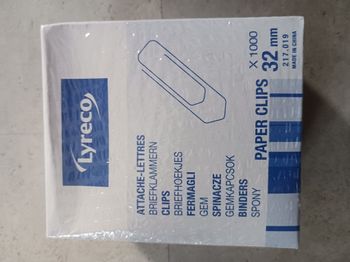 Lyreco
ATTACHE-LETTRES
BRIEFKLAMMERN
CLIPS
BRIEFHOEKJES
FERMAGLI
GEM
SPINACZE
GEMKAPCSOK
BINDERS
SPONY
PAPER CLIPS 32 mm
X 1000
217.019
MADE IN CHINA